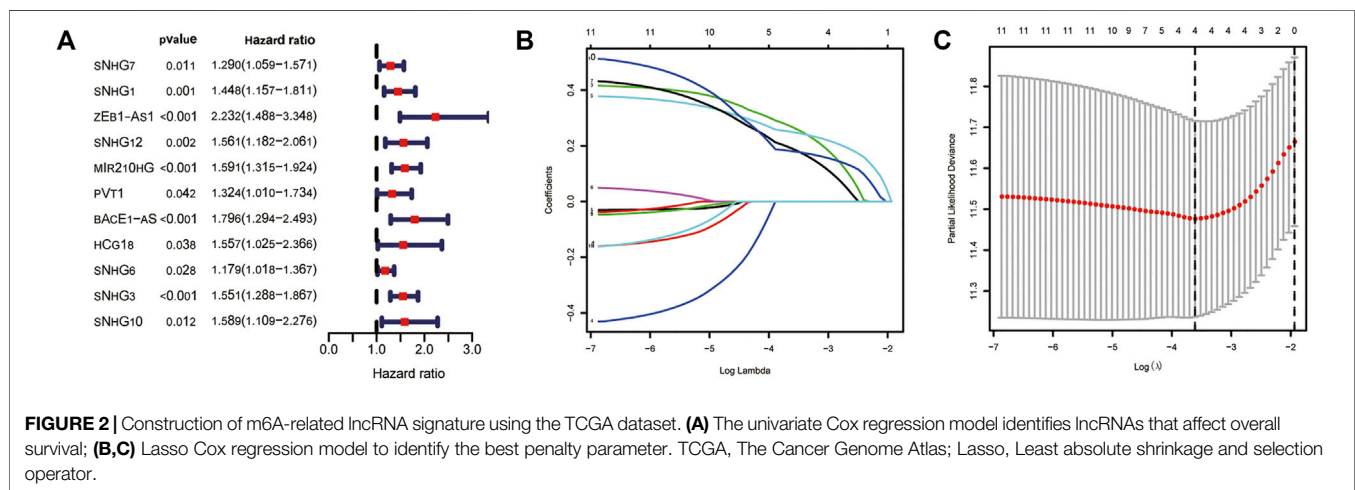 A
pvalue Hazard ratio
SNHG7 0.011 1.290(1.059−1.571)
SNHG1 0.001 1.448(1.157−1.811)
ZEB1−AS1 <0.001 2.232(1.488−3.348)
SNHG12 0.002 1.561(1.182−2.061)
MIR210HG <0.001 1.591(1.315−1.924)
PVT1 0.042 1.324(1.010−1.734)
BACE1−AS <0.001 1.796(1.294−2.493)
HCG18 0.038 1.557(1.025−2.366)
SNHG6 0.028 1.179(1.018−1.367)
SNHG3 <0.001 1.551(1.288−1.867)
SNHG10 0.012 1.589(1.109−2.276)
0.0 1.0 2.0 3.0
Hazard ratio
B
11 11 10 5 4 1
0.4
0.2
0.0
−0.2
−0.4
Coefficients
−7 −6 −5 −4 −3 −2
Log Lambda
C
11 11 11 11 11 10 9 7 5 4 4 4 4 3 2 0
11.8
11.7
11.6
11.5
11.4
11.3
Partial Likelihood Deviance
−7 −6 −5 −4 −3 −2
Log (λ)
FIGURE 2 | Construction of m6A-related lncRNA signature using the TCGA dataset. (A) The univariate Cox regression model identifies lncRNAs that affect overall
survival; (B,C) Lasso Cox regression model to identify the best penalty parameter. TCGA, The Cancer Genome Atlas; Lasso, Least absolute shrinkage and selection
operator.